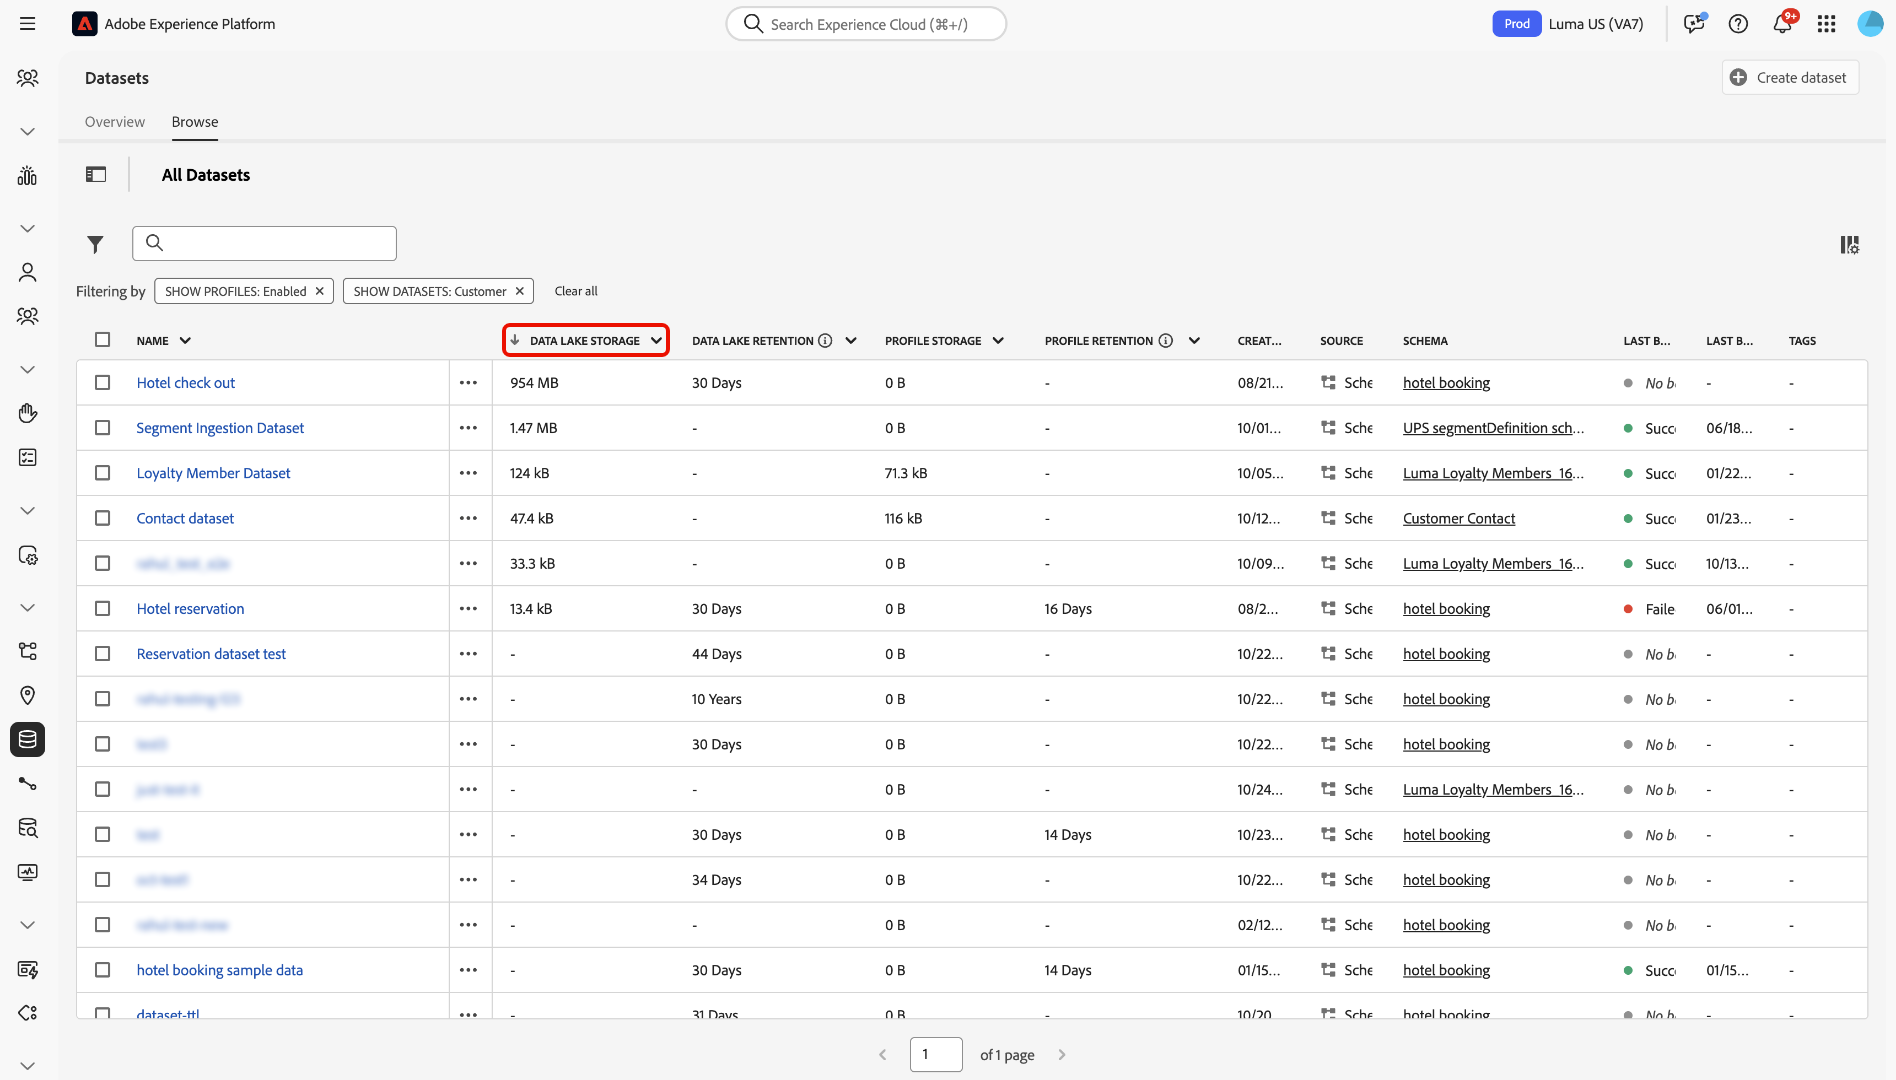 Adobe Experience Platform
Search Experience Cloud (⌘+/)
Prod Luma US (VA7)
9+
Datasets
Create dataset
Overview Browse
All Datasets
Filtering by SHOW PROFILES: Enabled SHOW DATASETS: Customer Clear all
NAME DATA LAKE STORAGE DATA LAKE RETENTION PROFILE STORAGE PROFILE RETENTION CREAT... SOURCE SCHEMA LAST B... LAST B... TAGS
Hotel check out ••• 954 MB 30 Days 0 B - 08/21... Sche hotel booking No b - -
Segment Ingestion Dataset ••• 1.47 MB - 0 B - 10/01... Sche UPS segmentDefinition sch... Succ 06/18... -
Loyalty Member Dataset ••• 124 kB - 71.3 kB - 10/05... Sche Luma Loyalty Members_16... Succ 01/22... -
Contact dataset ••• 47.4 kB - 116 kB - 10/12... Sche Customer Contact Succ 01/23... -
••• 33.3 kB - 0 B - 10/09... Sche Luma Loyalty Members_16... Succ 10/13... -
Hotel reservation ••• 13.4 kB 30 Days 0 B 16 Days 08/2... Sche hotel booking Faile 06/01... -
Reservation dataset test ••• - 44 Days 0 B - 10/22... Sche hotel booking No b - -
••• - 10 Years 0 B - 10/22... Sche hotel booking No b - -
••• - 30 Days 0 B - 10/22... Sche hotel booking No b - -
••• - - 0 B - 10/24... Sche Luma Loyalty Members_16... No b - -
••• - 30 Days 0 B 14 Days 10/23... Sche hotel booking No b - -
••• - 34 Days 0 B - 10/22... Sche hotel booking No b - -
••• - - 0 B - 02/12... Sche hotel booking No b - -
hotel booking sample data ••• - 30 Days 0 B 14 Days 01/15... Sche hotel booking Succ 01/15... -
dataset-ttl ••• - 31 Days 0 B - 10/20 Sche hotel booking No b - -
1 of 1 page